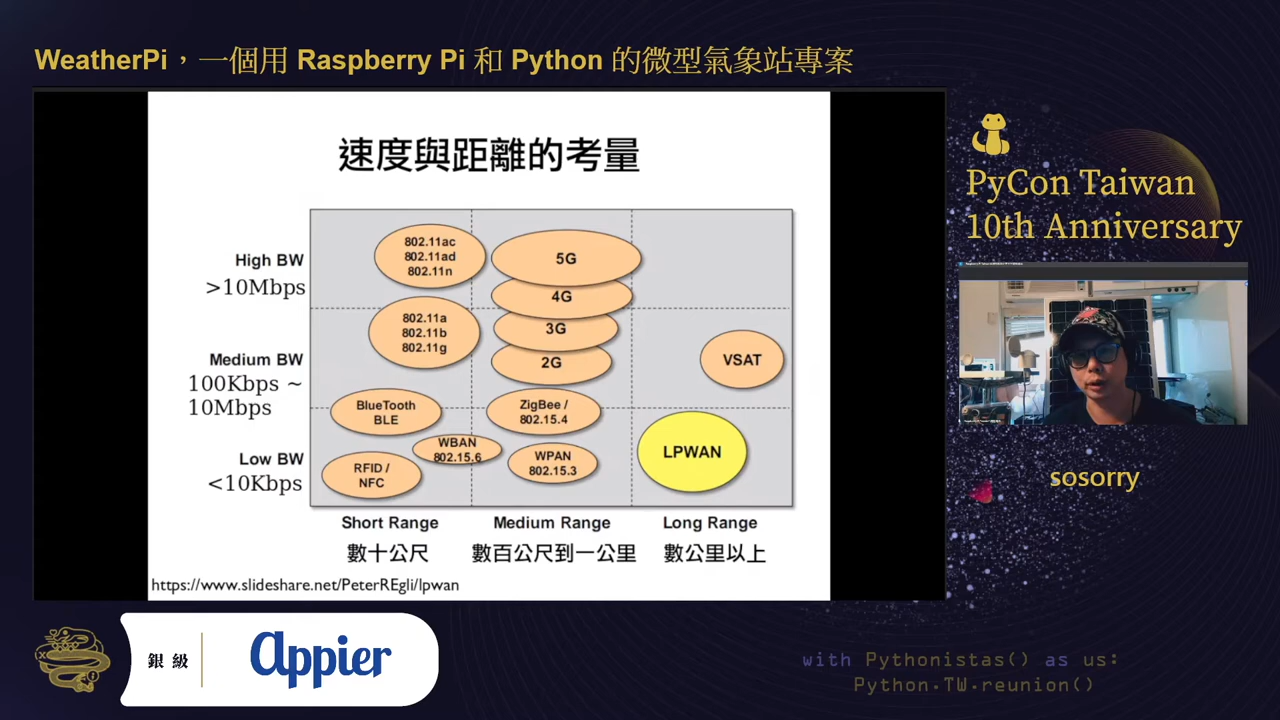 WeatherPi，一個用 Raspberry Pi 和 Python 的微型氣象站專案
速度與距離的考量
High BW
>10Mbps
Medium BW
100Kbps ~
10Mbps
Low BW
<10Kbps
802.11ac
802.11ad
802.11n
802.11a
802.11b
802.11g
BlueTooth
BLE
WBAN
802.15.6
RFID /
NFC
5G
4G
3G
2G
ZigBee /
802.15.4
WPAN
802.15.3
VSAT
LPWAN
Short Range
Medium Range
Long Range
數十公尺
數百公尺到一公里
數公里以上
https://www.slideshare.net/PeterREgli/lpwan
PyCon Taiwan
10th Anniversary
sosorry
銀級
appier
with Pythonistas() as us:
Python.TW.reunion()